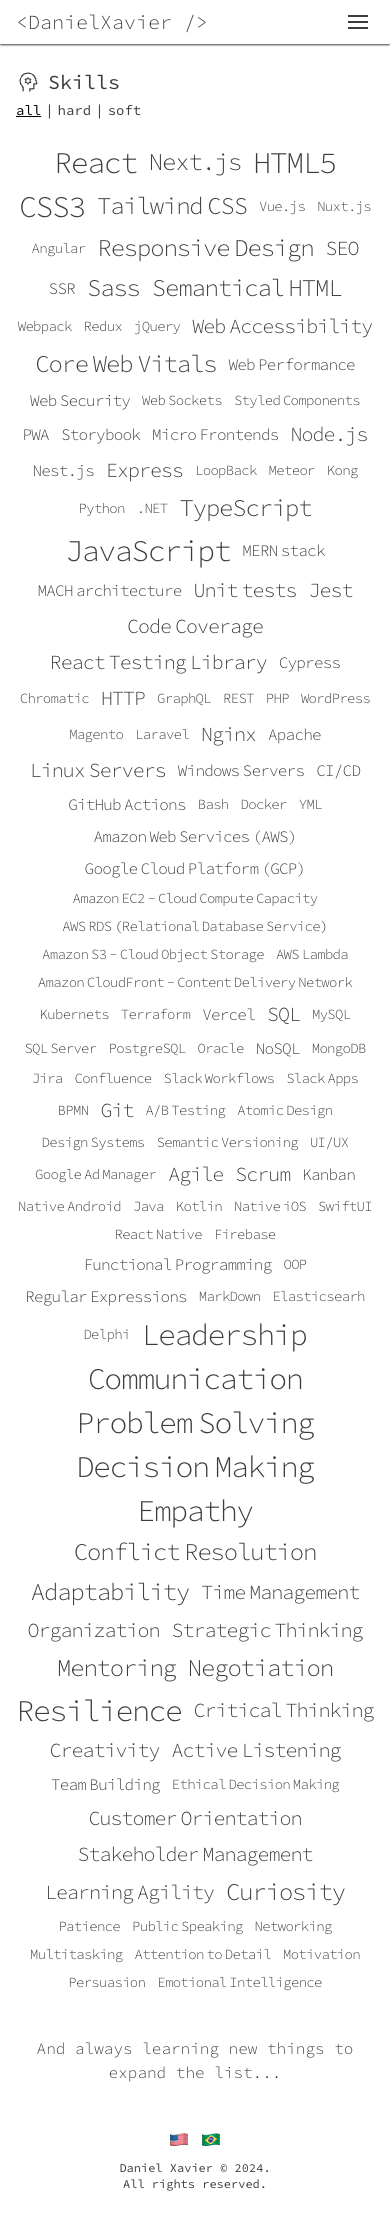 <DanielXavier />
Skills
all | hard | soft
React Next.js HTML5
CSS3 Tailwind CSS Vue.js Nuxt.js
Angular Responsive Design SEO
SSR Sass Semantical HTML
Webpack Redux jQuery Web Accessibility
Core Web Vitals Web Performance
Web Security Web Sockets Styled Components
PWA Storybook Micro Frontends Node.js
Nest.js Express LoopBack Meteor Kong
Python .NET TypeScript
JavaScript MERN stack
MACH architecture Unit tests Jest
Code Coverage
React Testing Library Cypress
Chromatic HTTP GraphQL REST PHP WordPress
Magento Laravel Nginx Apache
Linux Servers Windows Servers CI/CD
GitHub Actions Bash Docker YML
Amazon Web Services (AWS)
Google Cloud Platform (GCP)
Amazon EC2 - Cloud Compute Capacity
AWS RDS (Relational Database Service)
Amazon S3 - Cloud Object Storage AWS Lambda
Amazon CloudFront - Content Delivery Network
Kubernets Terraform Vercel SQL MySQL
SQL Server PostgreSQL Oracle NoSQL MongoDB
Jira Confluence Slack Workflows Slack Apps
BPMN Git A/B Testing Atomic Design
Design Systems Semantic Versioning UI/UX
Google Ad Manager Agile Scrum Kanban
Native Android Java Kotlin Native iOS SwiftUI
React Native Firebase
Functional Programming OOP
Regular Expressions MarkDown Elasticsearh
Delphi Leadership
Communication
Problem Solving
Decision Making
Empathy
Conflict Resolution
Adaptability Time Management
Organization Strategic Thinking
Mentoring Negotiation
Resilience Critical Thinking
Creativity Active Listening
Team Building Ethical Decision Making
Customer Orientation
Stakeholder Management
Learning Agility Curiosity
Patience Public Speaking Networking
Multitasking Attention to Detail Motivation
Persuasion Emotional Intelligence
And always learning new things to
expand the list...
Daniel Xavier © 2024.
All rights reserved.